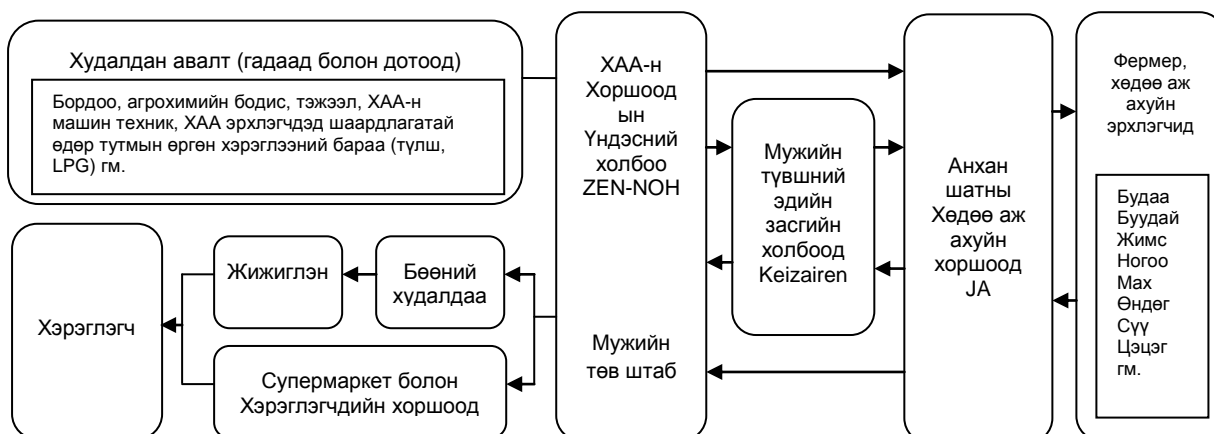 Худалдан авалт (гадаад болон дотоод)
Бордоо, агрохимийн бодис, тэжээл, ХАА-н
машин техник, ХАА эрхлэгчдэд шаардлагатай
өдөр тутмын өргөн хэрэглээний бараа (түлш,
LPG) гм.
ХАА-н
Хоршоод
ын
Үндэсний
холбоо
ZEN-NOH
Мужийн
төв штаб
Мужийн
түвшний
эдийн
засгийн
холбоод
Keizairen
Анхан
шатны
Хөдөө аж
ахуйн
хоршоод
JA
Фермер,
хөдөө аж
ахуйн
эрхлэгчид
Будаа
Буудай
Жимс
Ногоо
Мах
Өндөг
Сүү
Цэцэг
гм.
Хэрэглэгч
Жижиглэн
Бөөний
худалдаа
Супермаркет болон
Хэрэглэгчдийн хоршоод